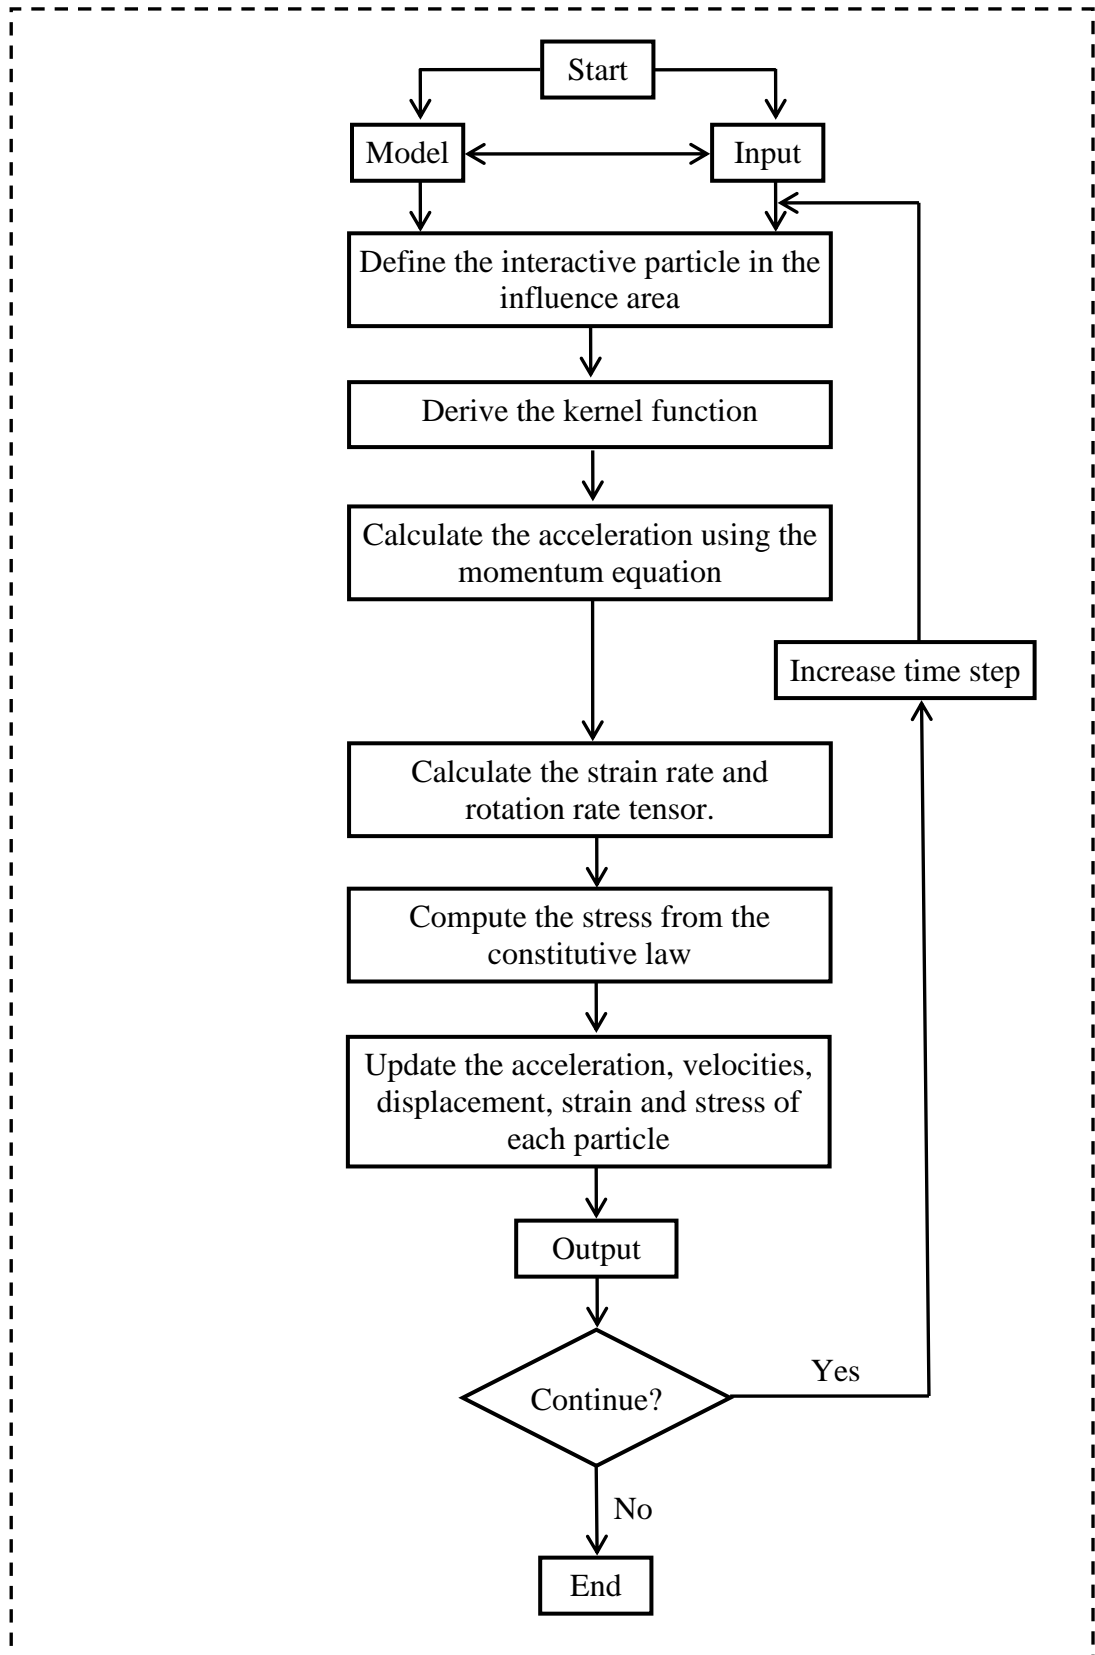 Start
Model
Input
Define the interactive particle in the
influence area
Derive the kernel function
Calculate the acceleration using the
momentum equation
Increase time step
Calculate the strain rate and
rotation rate tensor.
Compute the stress from the
constitutive law
Update the acceleration, velocities,
displacement, strain and stress of
each particle
Output
Continue?
Yes
No
End